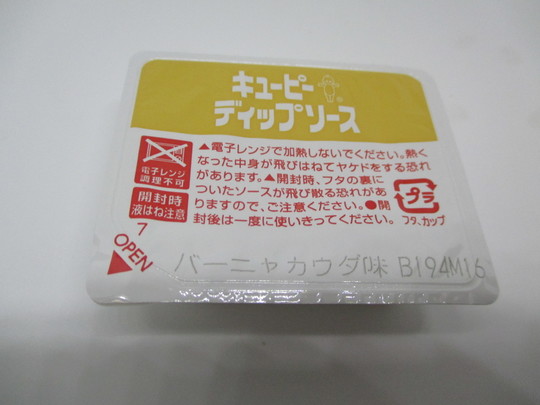 キューピー
ディップソース
▲電子レンジで加熱しないでください。熱く
なった中身が飛びはねてヤケドをする恐れ
があります。▲開封時、フタの裏に
ついたソースが飛び散る恐れがあ
りますので、ご注意ください。●開
封後は一度に使いきってください。
電子レンジ
調理不可
開封時
液はね注意
プラ
フタ、カップ
7
OPEN
バーニャカウダ味 B194M16